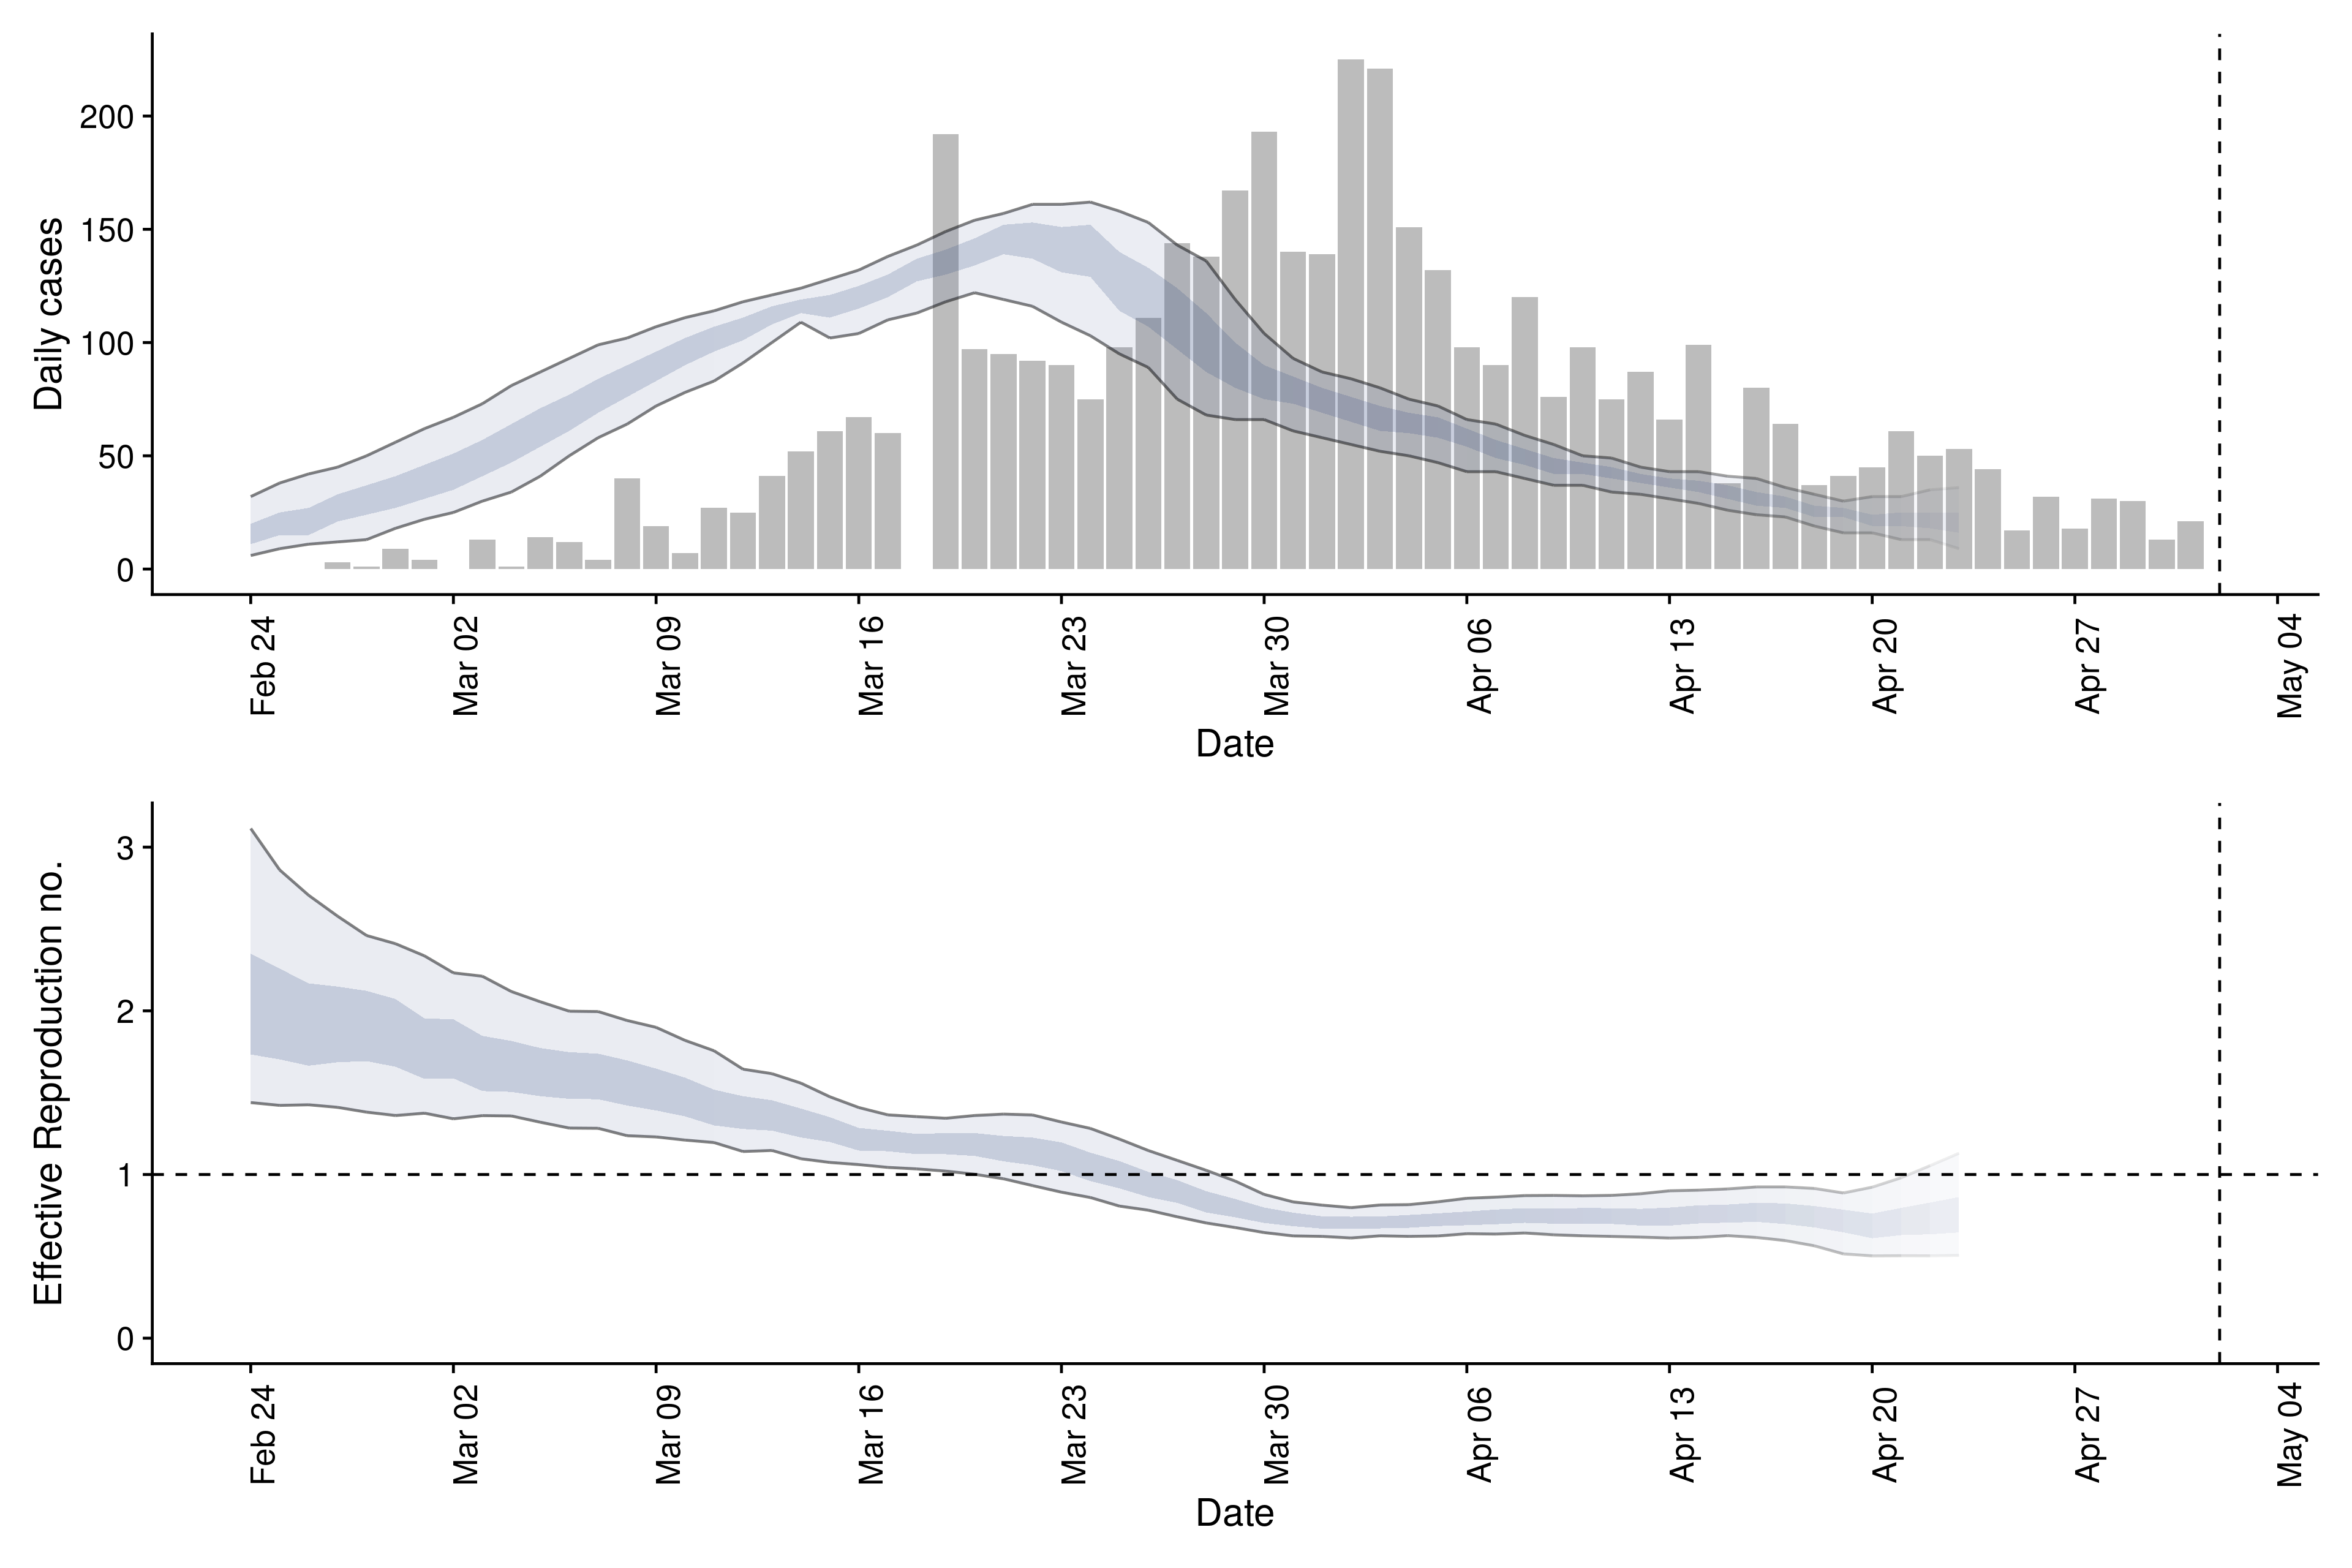 Daily cases
200
150
100
50
0
Feb 24
Mar 02
Mar 09
Mar 16
Mar 23
Mar 30
Apr 06
Apr 13
Apr 20
Apr 27
May 04
Date
Effective Reproduction no.
3
2
1
0
Feb 24
Mar 02
Mar 09
Mar 16
Mar 23
Mar 30
Apr 06
Apr 13
Apr 20
Apr 27
May 04
Date